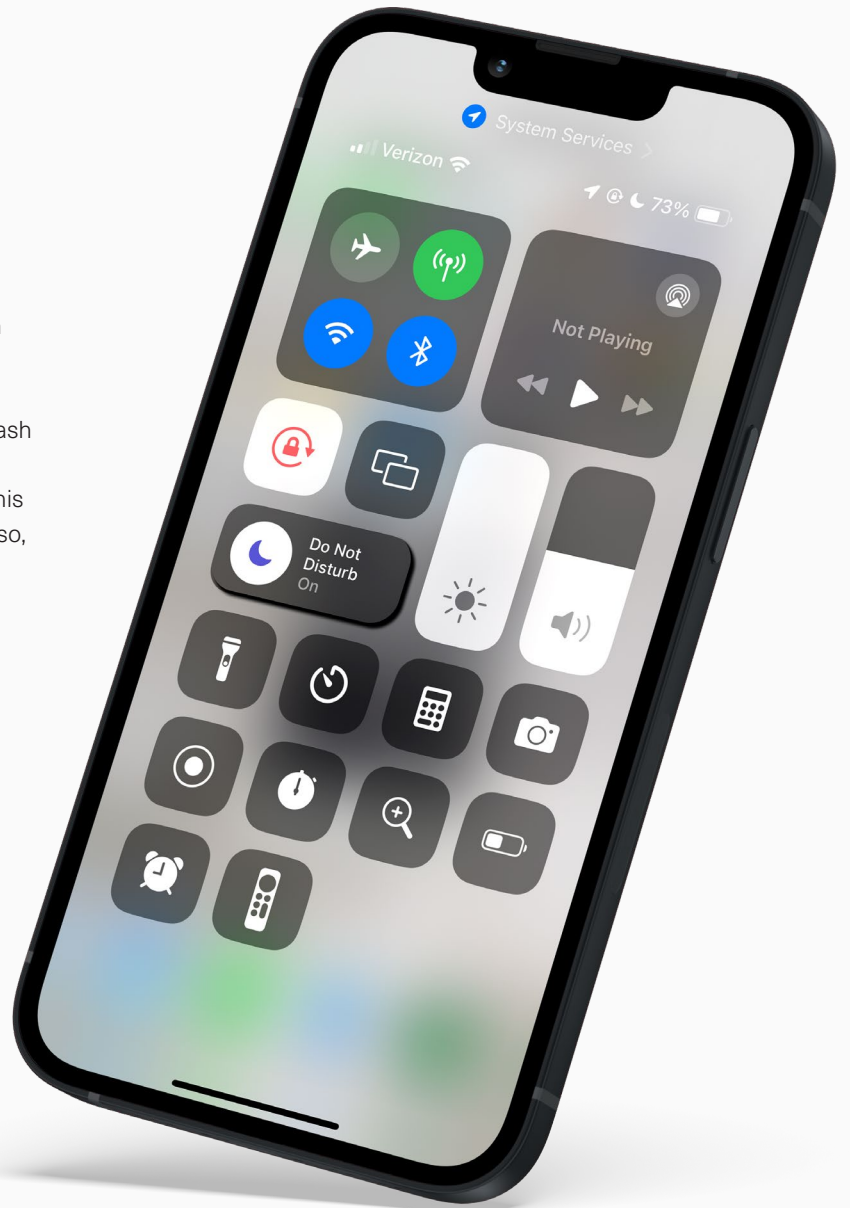 System Services
Verizon
73%
Not Playing
ash
his
so,
Do Not
Disturb
On